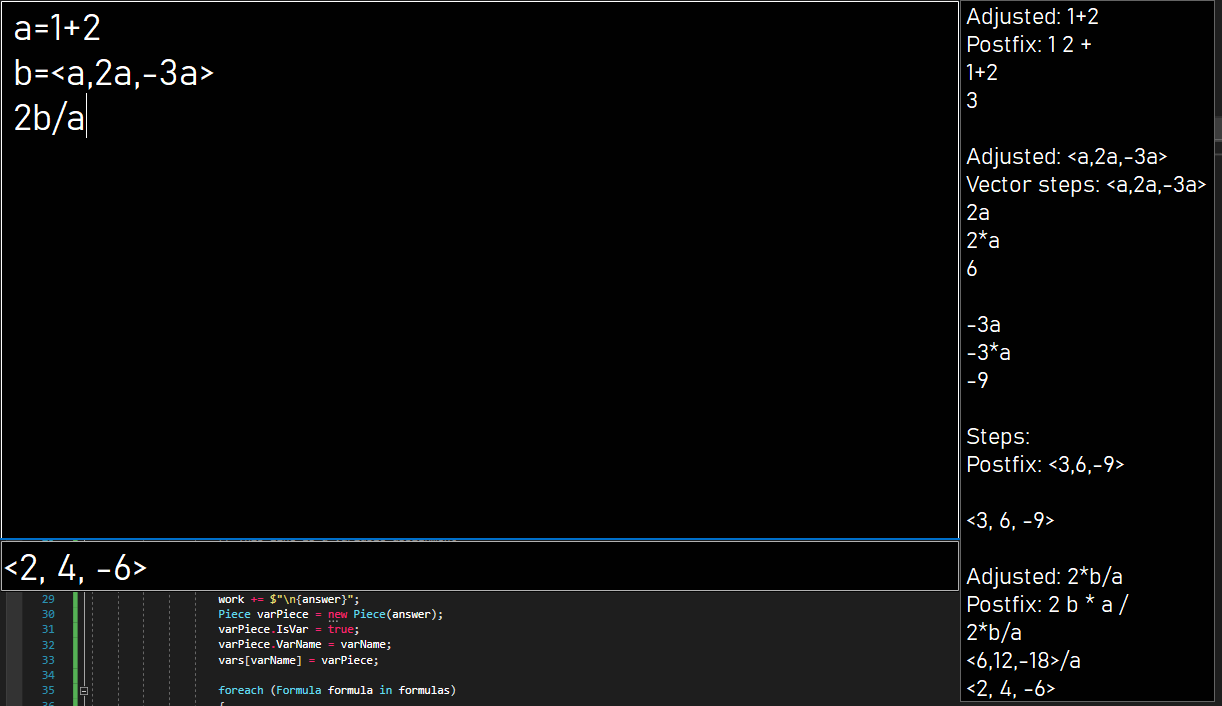 a=1+2
b=<a,2a,-3a>
2b/a
<2, 4, -6>
29 work += $"\n{answer}";
30 Piece varPiece = new Piece(answer);
31 varPiece.IsVar = true;
32 varPiece.VarName = varName;
33 vars[varName] = varPiece;
34
35 foreach (Formula formula in formulas)
36 {
Adjusted: 1+2
Postfix: 1 2 +
1+2
3
Adjusted: <a,2a,-3a>
Vector steps: <a,2a,-3a>
2a
2*a
6
-3a
-3*a
-9
Steps:
Postfix: <3,6,-9>
<3, 6, -9>
Adjusted: 2*b/a
Postfix: 2 b * a /
2*b/a
<6,12,-18>/a
<2, 4, -6>